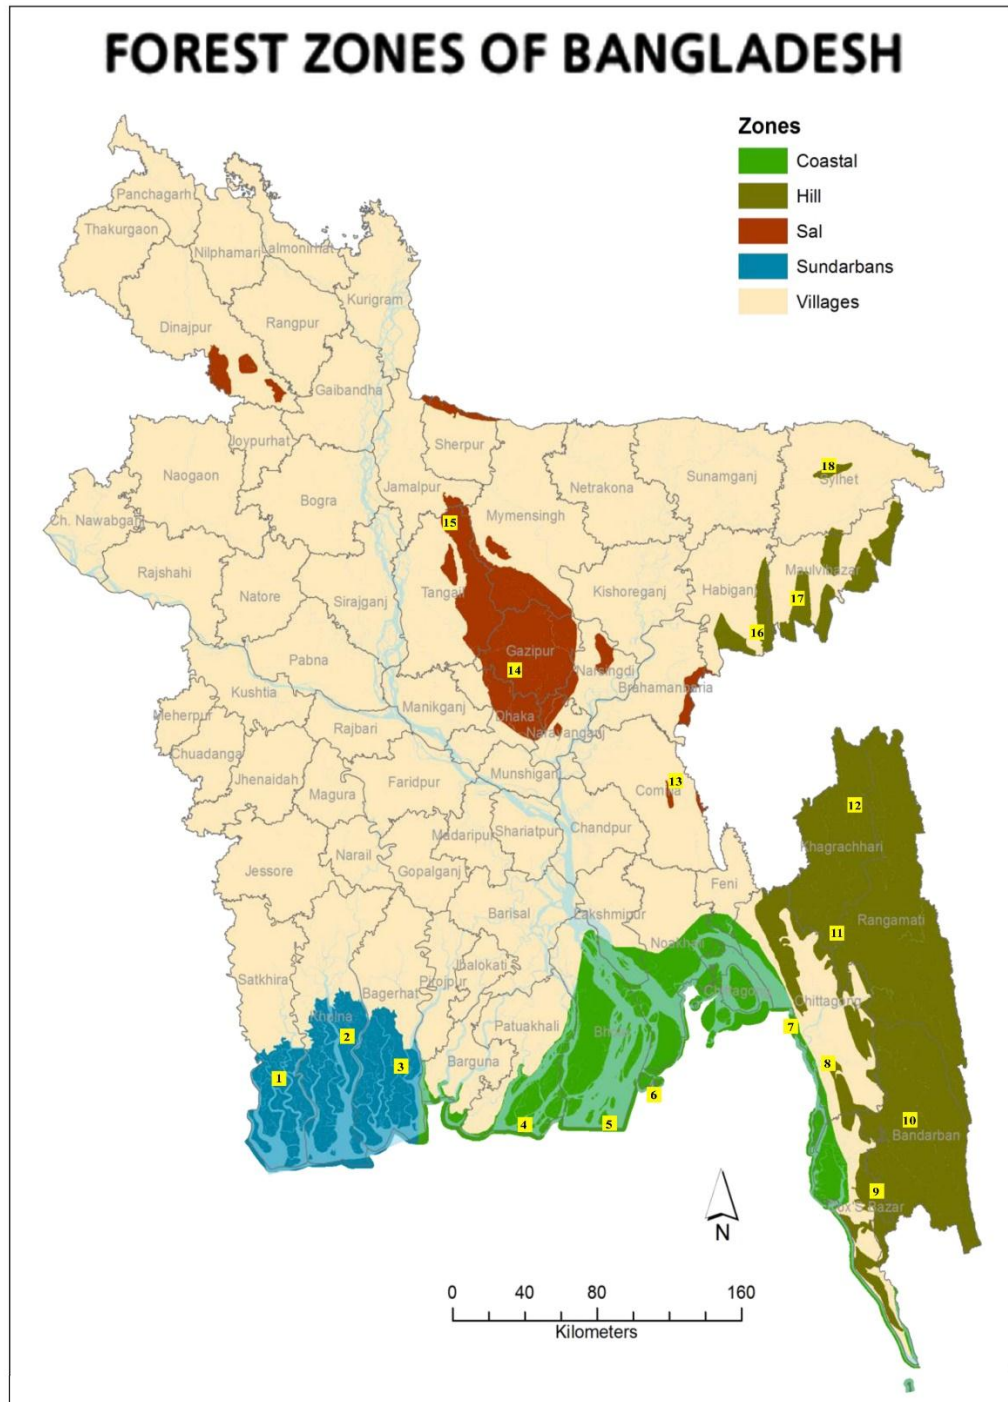 FOREST ZONES OF BANGLADESH
Zones
Coastal
Hill
Sal
Sundarbans
Villages
Panchagarh
Thakurgaon
Nilphamari
Lalmonirhat
Kurigram
Dinajpur
Rangpur
Gaibandha
Joypurhat
Sherpur
Naogaon
Jamalpur
Netrakona
Sunamganj
18
Sylhet
Bogra
Mymensingh
15
Ch. Nawabganj
Rajshahi
Natore
Sirajganj
Tangail
Kishoreganj
Habiganj
Maulvibazar
17
16
Gazipur
14
Narsingdi
Pabna
Brahamanbaria
Kushtia
Manikganj
Dhaka
Narayanganj
Meherpur
Rajbari
Chuadanga
Munshiganj
Jhenaidah
Faridpur
13
Comilla
Magura
12
Madaripur
Shariatpur
Chandpur
Khagrachhari
Narail
Jessore
Gopalganj
Feni
Barisal
Lakshmipur
Rangamati
11
Noakhali
Jhalokati
Satkhira
Pirojpur
Bagerhat
Chittagong
Chittagong
Khulna
2
Patuakhali
Bhola
7
Barguna
3
8
1
6
4
5
10
Bandarban
9
Cox'S Bazar
N
0 40 80 160
Kilometers